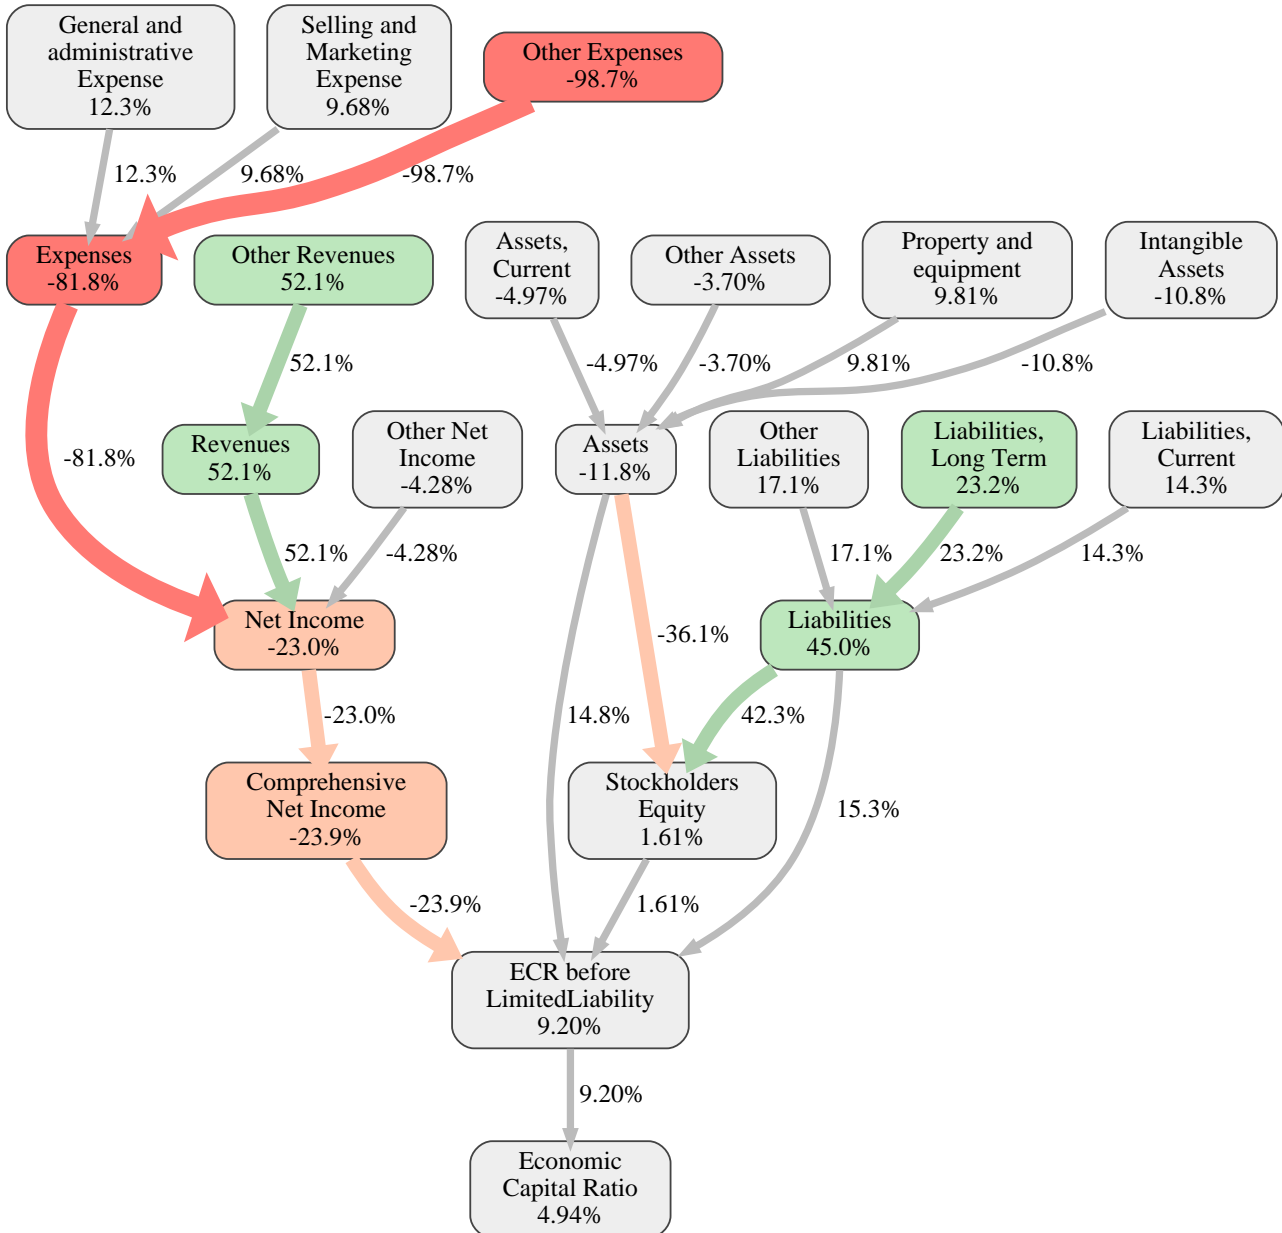 General and
administrative
Expense
12.3%
Selling and
Marketing
Expense
9.68%
Other Expenses
-98.7%
12.3%
9.68%
-98.7%
Expenses
-81.8%
Other Revenues
52.1%
Assets,
Current
-4.97%
Other Assets
-3.70%
Property and
equipment
9.81%
Intangible
Assets
-10.8%
52.1%
-4.97%
-3.70%
9.81%
-10.8%
-81.8%
Revenues
52.1%
Other Net
Income
-4.28%
Assets
-11.8%
Other
Liabilities
17.1%
Liabilities,
Long Term
23.2%
Liabilities,
Current
14.3%
52.1%
-4.28%
17.1%
23.2%
14.3%
Net Income
-23.0%
-36.1%
Liabilities
45.0%
-23.0%
14.8%
42.3%
Comprehensive
Net Income
-23.9%
Stockholders
Equity
1.61%
15.3%
-23.9%
1.61%
ECR before
LimitedLiability
9.20%
9.20%
Economic
Capital Ratio
4.94%